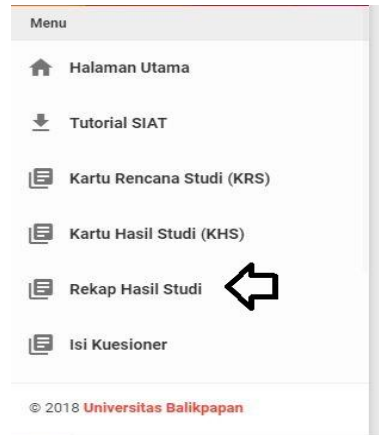 Menu
Halaman Utama
Tutorial SIAT
Kartu Rencana Studi (KRS)
Kartu Hasil Studi (KHS)
Rekap Hasil Studi
Isi Kuesioner
© 2018 Universitas Balikpapan